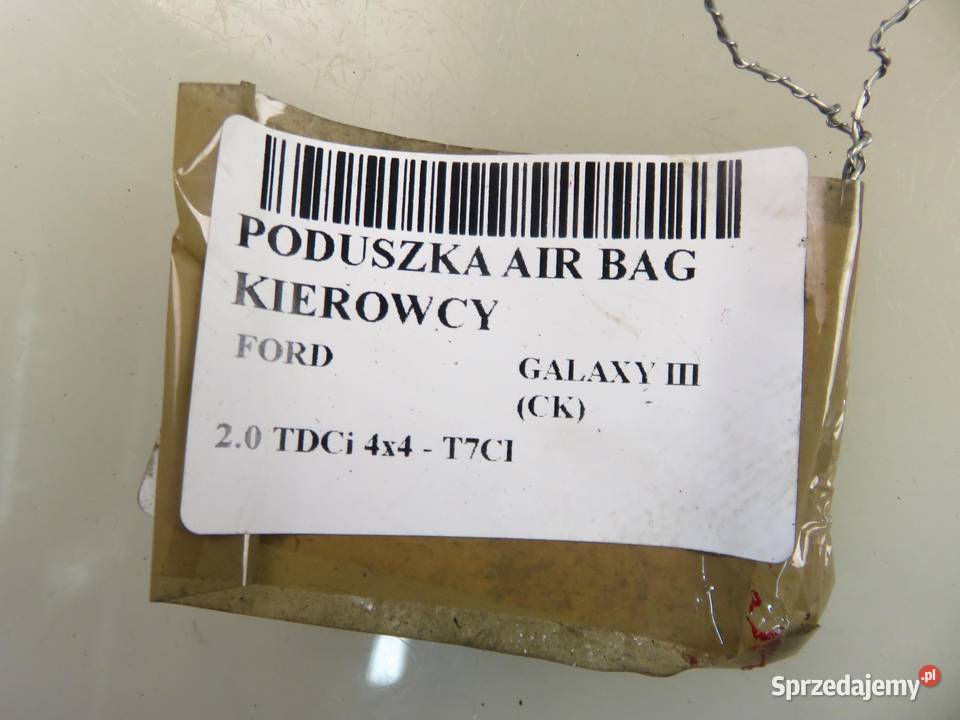 PODUSZKA AIR BAG
KIEROWCY
FORD
GALAXY III
(CK)
2.0 TDCi 4x4 - T7CI
Sprzedajemy.pl